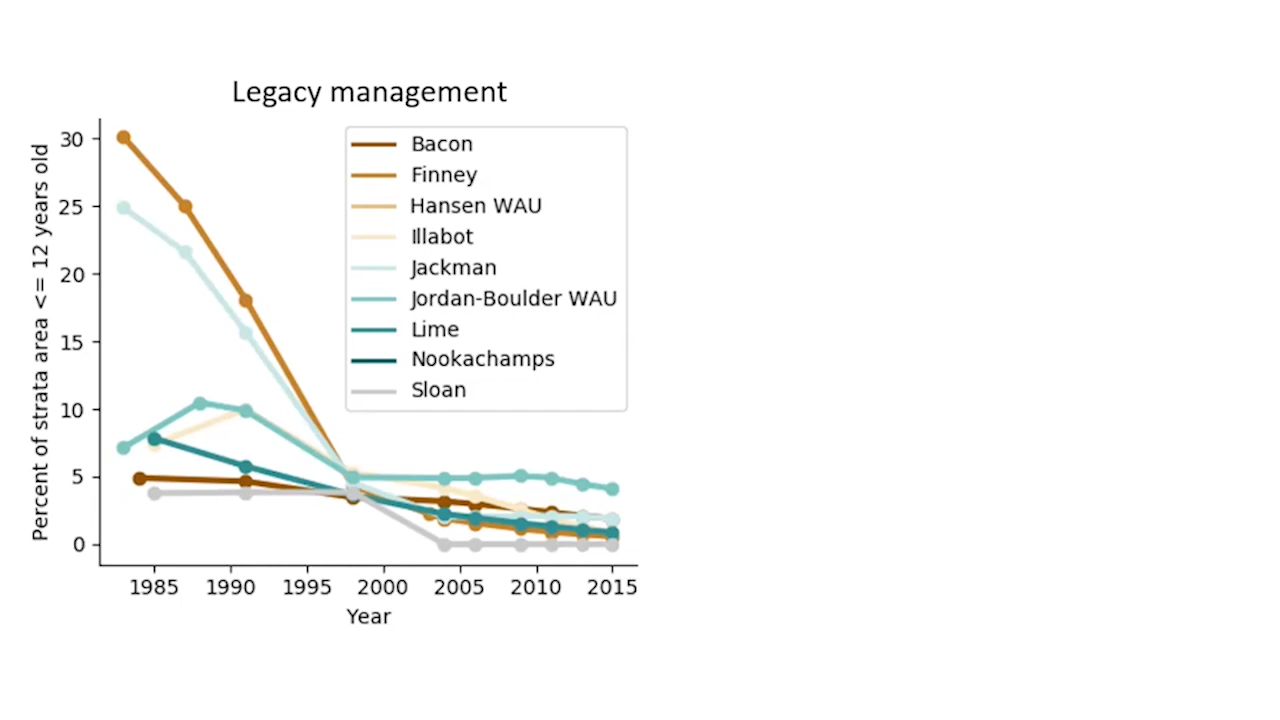 Legacy management
Percent of strata area <= 12 years old
30
25
20
15
10
5
0
Bacon
Finney
Hansen WAU
Illabot
Jackman
Jordan-Boulder WAU
Lime
Nookachamps
Sloan
1985 1990 1995 2000 2005 2010 2015
Year